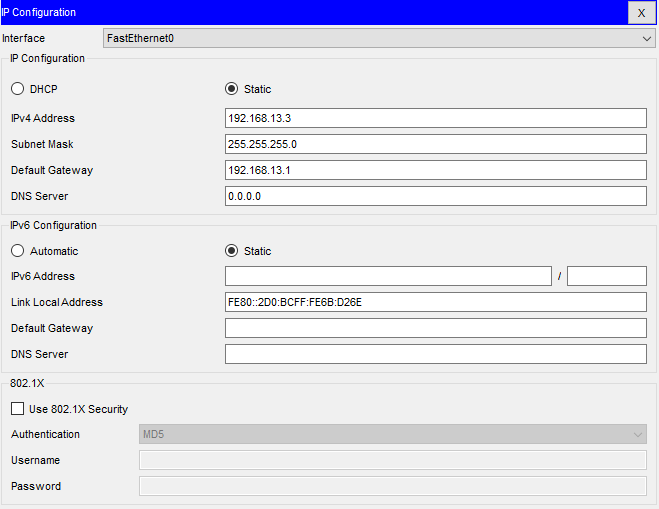 IP Configuration X
Interface FastEthernet0
IP Configuration
DHCP Static
IPv4 Address 192.168.13.3
Subnet Mask 255.255.255.0
Default Gateway 192.168.13.1
DNS Server 0.0.0.0
IPv6 Configuration
Automatic Static
IPv6 Address /
Link Local Address FE80::2D0:BCFF:FE6B:D26E
Default Gateway
DNS Server
802.1X
Use 802.1X Security
Authentication MD5
Username
Password